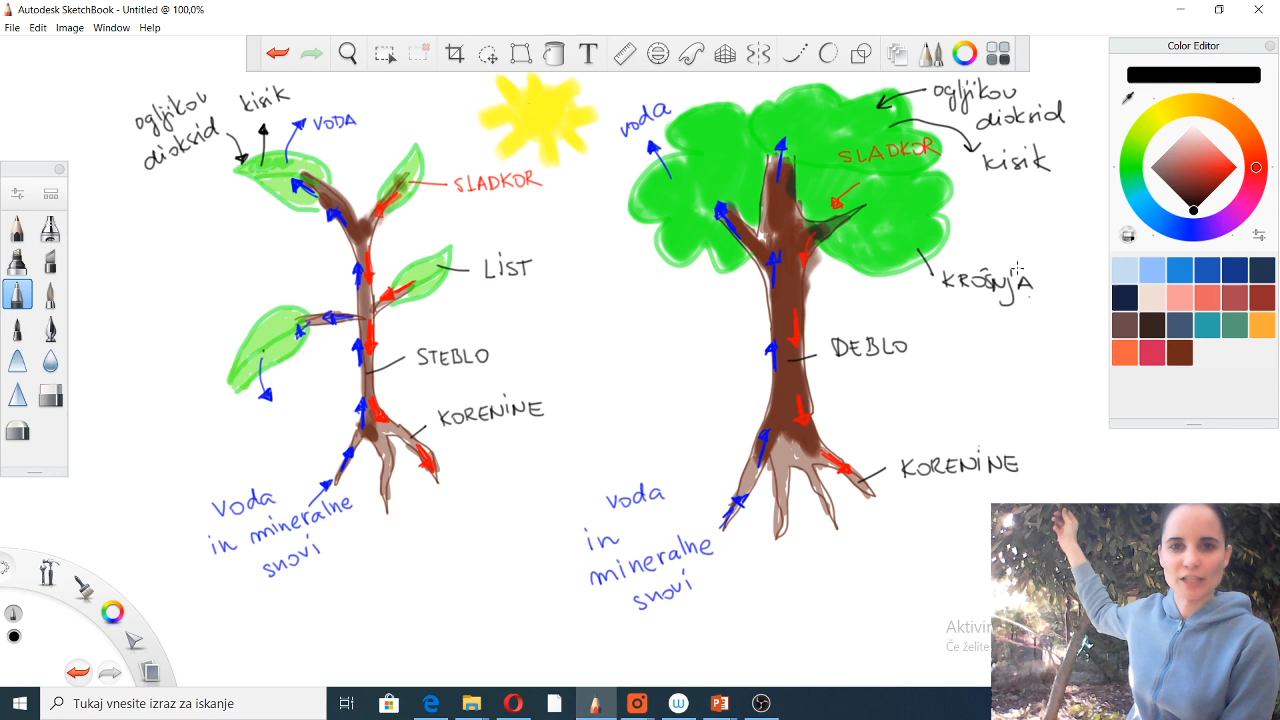 Autodesk SketchBook - Untitled @ 100,0%
File Edit Image Window Help
Color Editor
ogljikov
dioksid
kisik
VODA
SLADKOR
LIST
STEBLO
KORENINE
voda
in mineralne
snovi
voda
ogljikov
dioksid
kisik
SLADKOR
KROŠNJA
DEBLO
KORENINE
voda
in
mineralne
snovi
Tukaj vnesite izraz za iskanje